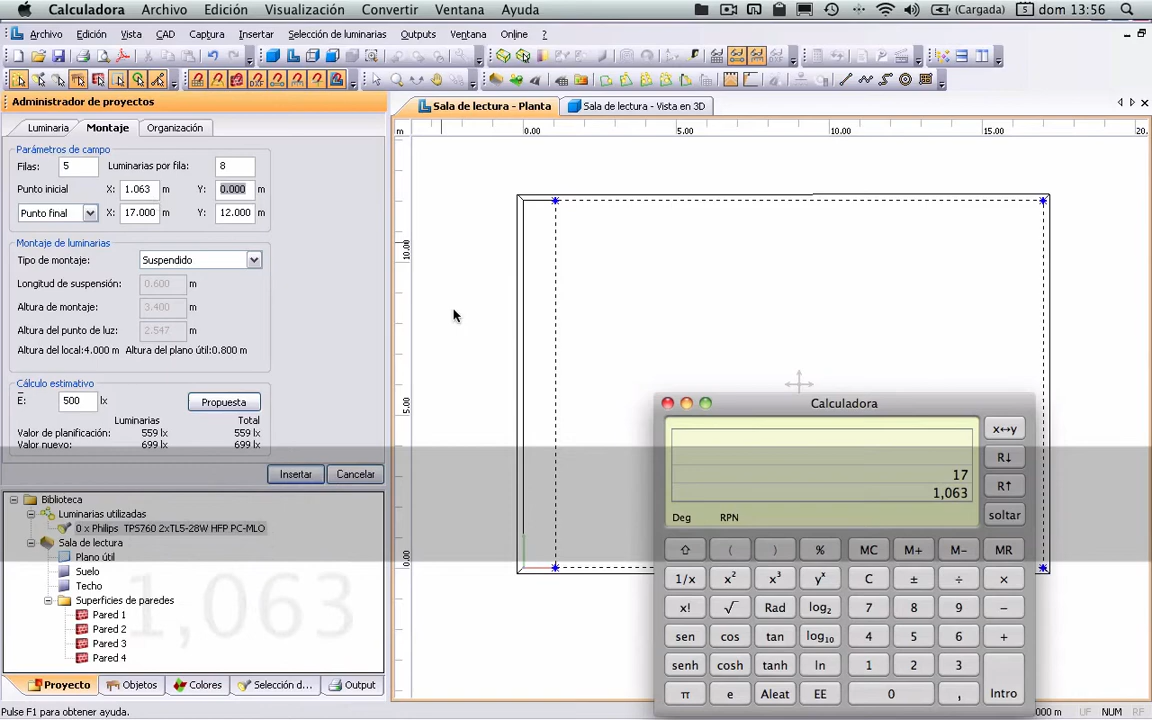 Calculadora Archivo Edición Visualización Convertir Ventana Ayuda (Cargada) 5 dom 13:56
Archivo Edición Vista CAD Captura Insertar Selección de luminarias Outputs Ventana Online ?
Administrador de proyectos
Luminaria Montaje Organización
Parámetros de campo
Filas: 5 Luminarias por fila: 8
Punto inicial X: 1.063 m Y: 0.000 m
Punto final X: 17.000 m Y: 12.000 m
Montaje de luminarias
Tipo de montaje: Suspendido
Longitud de suspensión: 0.600 m
Altura de montaje: 3.400 m
Altura del punto de luz: 2.547 m
Altura del local:4.000 m Altura del plano útil:0.800 m
Cálculo estimativo
E: 500 lx Propuesta
Luminarias Total
Valor de planificación: 559 lx 559 lx
Valor nuevo: 699 lx 699 lx
Insertar Cancelar
Biblioteca
Luminarias utilizadas
0 x Philips TPS760 2xTL5-28W HFP PC-MLO
Sala de lectura
Plano útil
Suelo
Techo
Superficies de paredes
Pared 1
Pared 2
Pared 3
Pared 4
1,063
Proyecto Objetos Colores Selección d... Output
Pulse F1 para obtener ayuda.
Sala de lectura - Planta Sala de lectura - Vista en 3D
m 0.00 5.00 10.00 15.00 20.
10.00
5.00
0.00
Calculadora
17
1,063
Deg RPN
x↔y
R↓
R↑
soltar
⇧ ( ) % MC M+ M− MR
1/x x² x³ yˣ C ± ÷ ×
x! √ Rad log₂ 7 8 9 −
sen cos tan log₁₀ 4 5 6 +
senh cosh tanh ln 1 2 3
π e Aleat EE 0 , Intro
000 m UF NUM RF